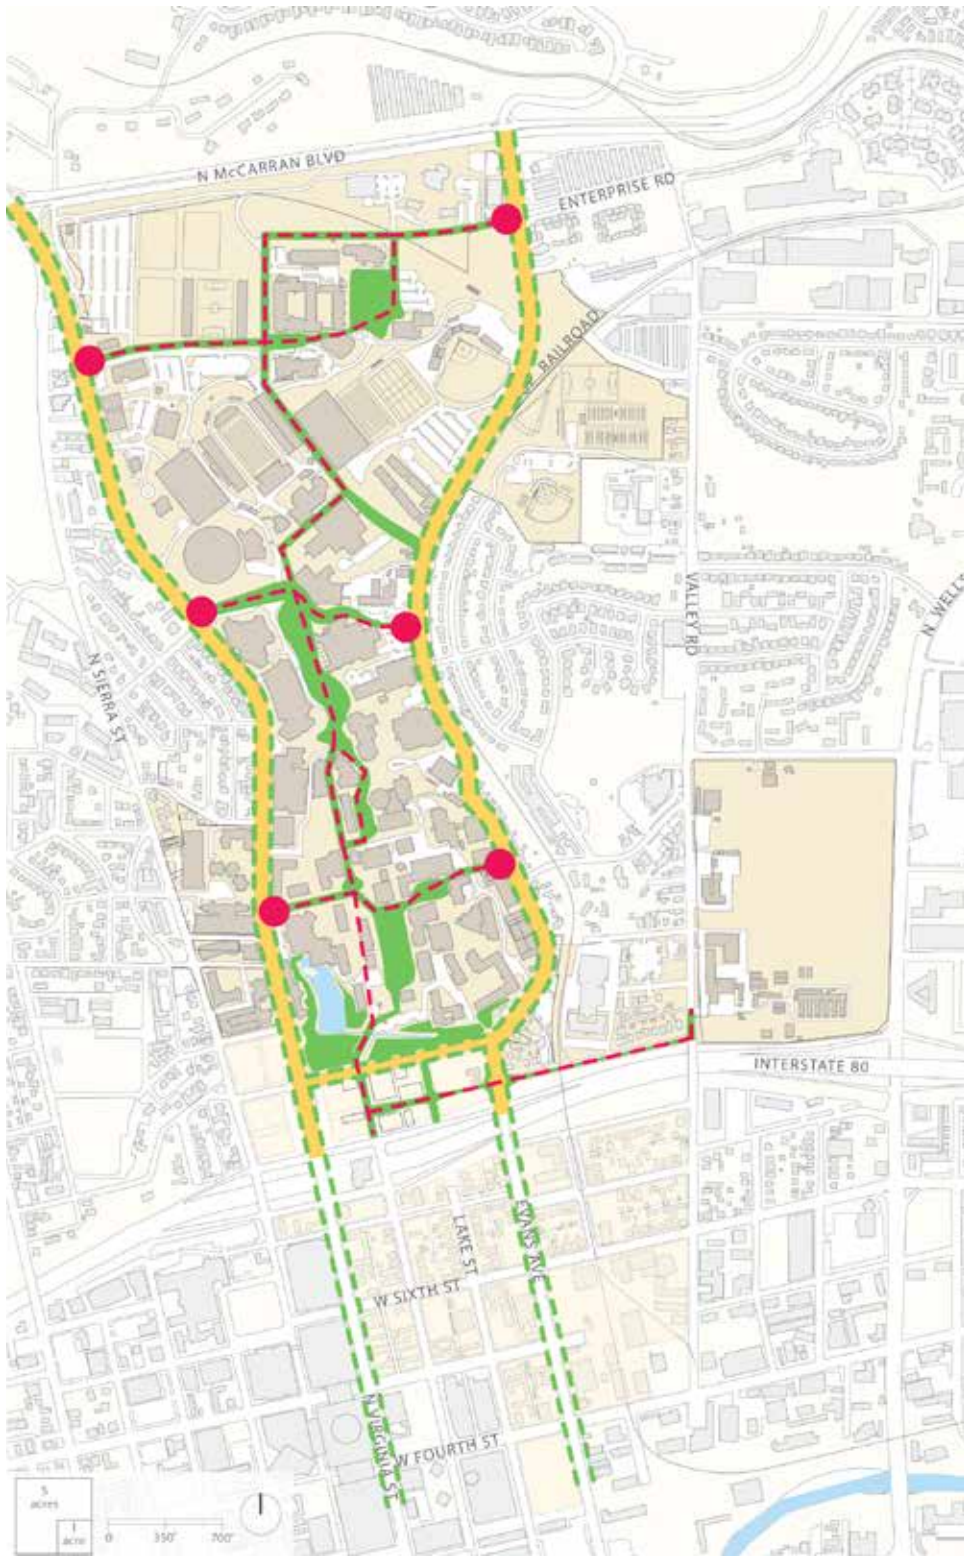 N McCARRAN BLVD
ENTERPRISE RD
RAILROAD
VALLEY RD
N SIERRA ST
INTERSTATE 80
EVANS AVE
LAKE ST
W SIXTH ST
N VIRGINIA ST
W FOURTH ST
5
acres
1
acre
0 350' 700'